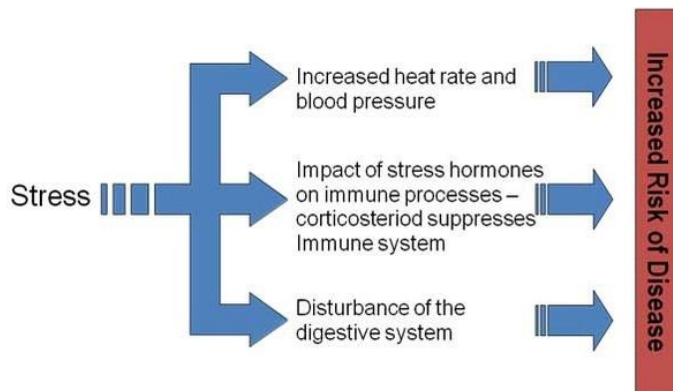 Stress
Increased heat rate and
blood pressure
Impact of stress hormones
on immune processes –
corticosteriod suppresses
Immune system
Disturbance of the
digestive system
Increased Risk of Disease